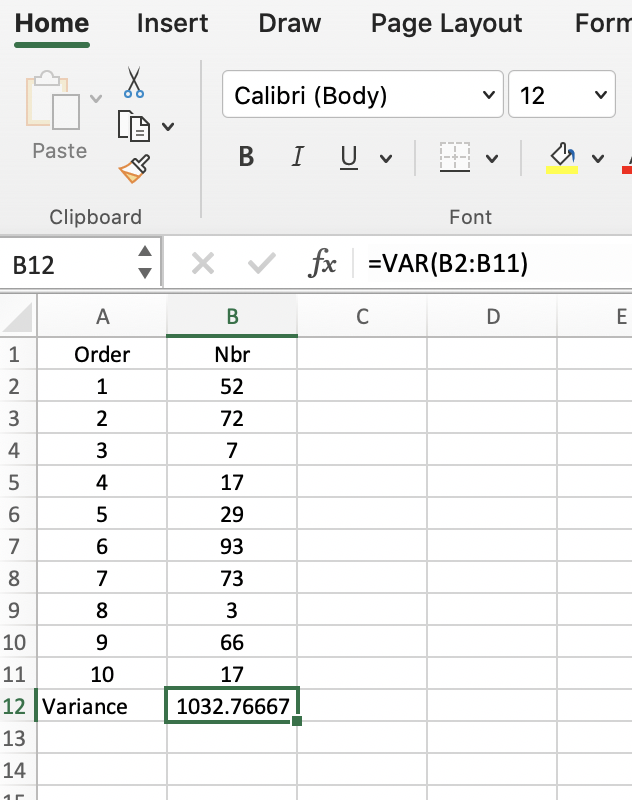 Home Insert Draw Page Layout Form
Calibri (Body) 12
Paste B I U
Clipboard Font
B12 fx =VAR(B2:B11)
A B C D E
1 Order Nbr
2 1 52
3 2 72
4 3 7
5 4 17
6 5 29
7 6 93
8 7 73
9 8 3
10 9 66
11 10 17
12 Variance 1032.76667
13
14
15